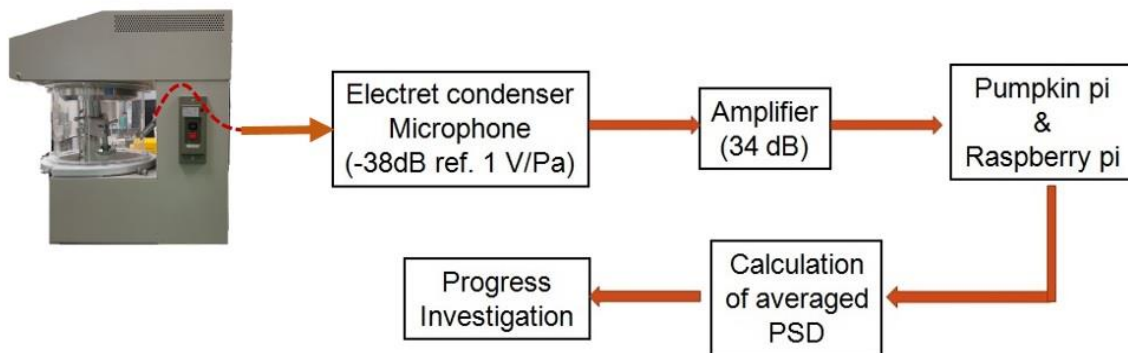 Electret condenser
Microphone
(-38dB ref. 1 V/Pa)
Amplifier
(34 dB)
Pumpkin pi
&
Raspberry pi
Calculation
of averaged
PSD
Progress
Investigation